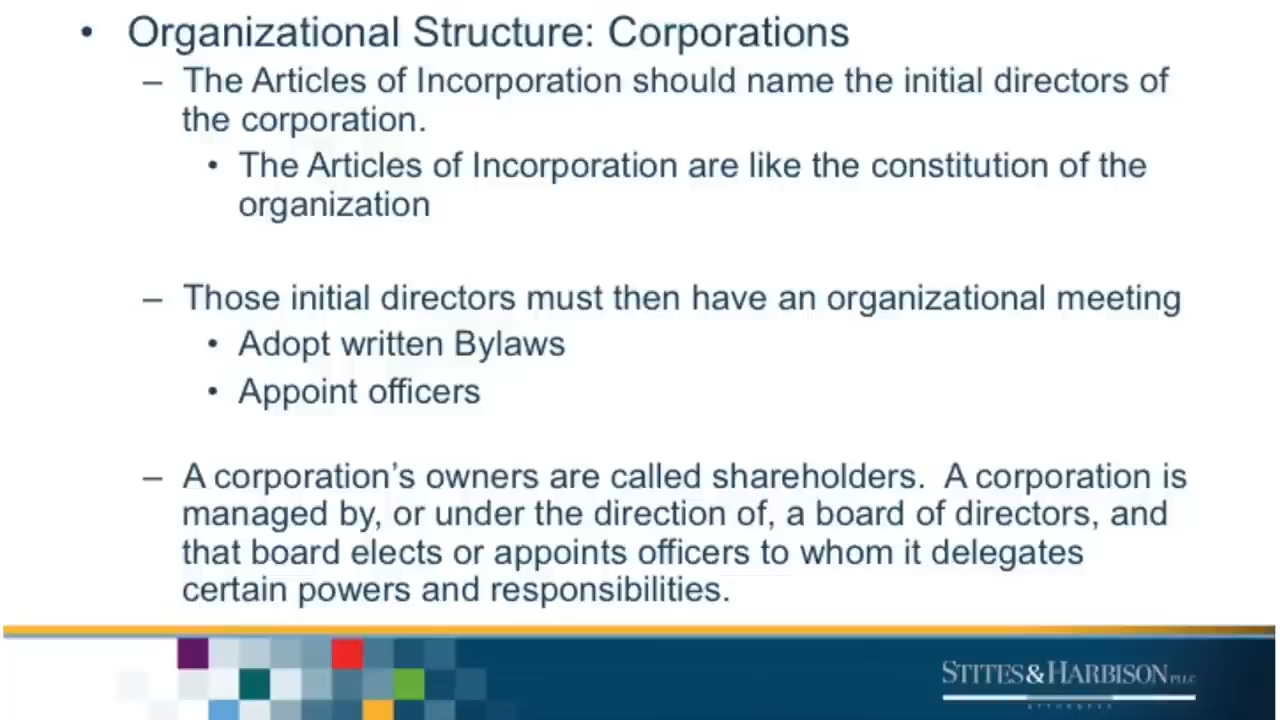 • Organizational Structure: Corporations
– The Articles of Incorporation should name the initial directors of
the corporation.
• The Articles of Incorporation are like the constitution of the
organization
– Those initial directors must then have an organizational meeting
• Adopt written Bylaws
• Appoint officers
– A corporation’s owners are called shareholders.  A corporation is
managed by, or under the direction of, a board of directors, and
that board elects or appoints officers to whom it delegates
certain powers and responsibilities.
STITES&HARBISON PLLC
ATTORNEYS